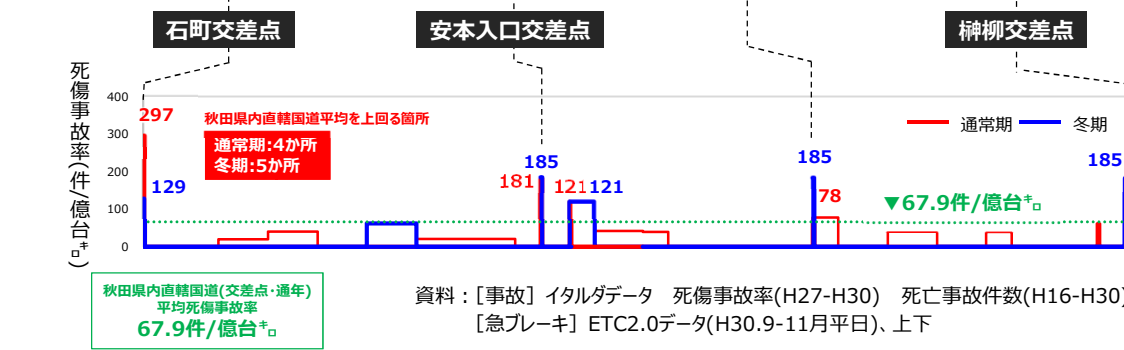 石町交差点
安本入口交差点
榊柳交差点
死傷事故率(件/億台㌔)
400
300
200
100
0
297
129
秋田県内直轄国道平均を上回る箇所
通常期:4か所
冬期:5か所
181
185
121
121
185
78
185
通常期
冬期
▼67.9件/億台㌔
秋田県内直轄国道(交差点・通年)
平均死傷事故率
67.9件/億台㌔
資料：[事故] イタルダデータ 死傷事故率(H27-H30) 死亡事故件数(H16-H30)
[急ブレーキ] ETC2.0データ(H30.9-11月平日)、上下